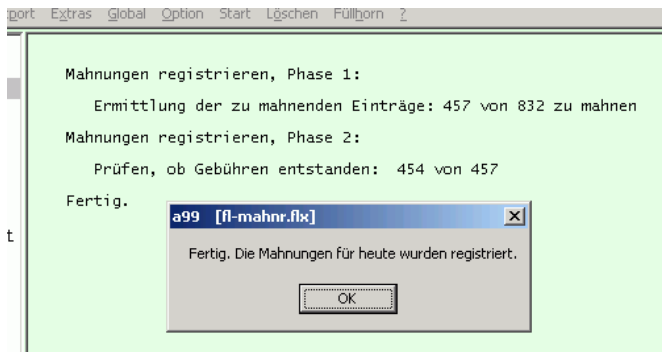 port Extras Global Option Start Löschen Füllhorn ?
Mahnungen registrieren, Phase 1:
Ermittlung der zu mahnenden Einträge: 457 von 832 zu mahnen
Mahnungen registrieren, Phase 2:
Prüfen, ob Gebühren entstanden: 454 von 457
Fertig.
t
a99 [fl-mahnr.flx]
Fertig. Die Mahnungen für heute wurden registriert.
OK